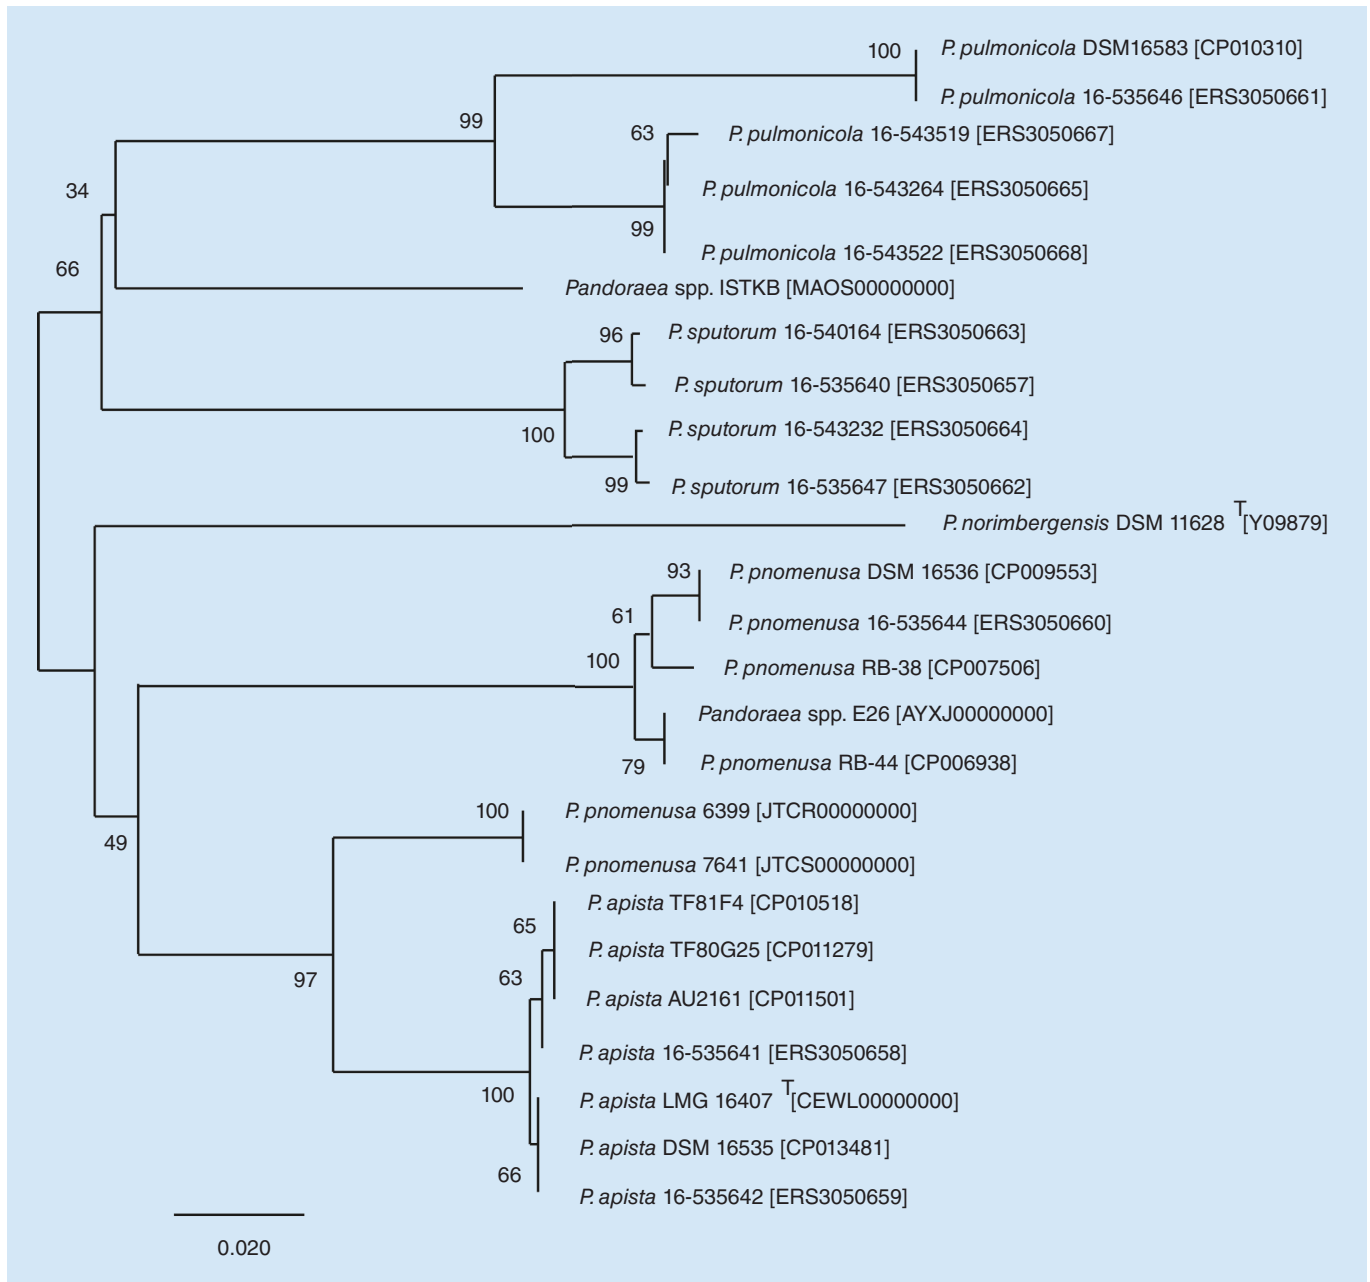 100
P. pulmonicola DSM16583 [CP010310]
P. pulmonicola 16-535646 [ERS3050661]
99
63
P. pulmonicola 16-543519 [ERS3050667]
34
P. pulmonicola 16-543264 [ERS3050665]
99
P. pulmonicola 16-543522 [ERS3050668]
66
Pandoraea spp. ISTKB [MAOS00000000]
96
P. sputorum 16-540164 [ERS3050663]
P. sputorum 16-535640 [ERS3050657]
100
P. sputorum 16-543232 [ERS3050664]
99
P. sputorum 16-535647 [ERS3050662]
P. norimbergensis DSM 11628 T[Y09879]
93
P. pnomenusa DSM 16536 [CP009553]
61
P. pnomenusa 16-535644 [ERS3050660]
100
P. pnomenusa RB-38 [CP007506]
Pandoraea spp. E26 [AYXJ00000000]
79
P. pnomenusa RB-44 [CP006938]
100
P. pnomenusa 6399 [JTCR00000000]
49
P. pnomenusa 7641 [JTCS00000000]
P. apista TF81F4 [CP010518]
65
P. apista TF80G25 [CP011279]
97
63
P. apista AU2161 [CP011501]
P. apista 16-535641 [ERS3050658]
100
P. apista LMG 16407 T[CEWL00000000]
P. apista DSM 16535 [CP013481]
66
P. apista 16-535642 [ERS3050659]
0.020